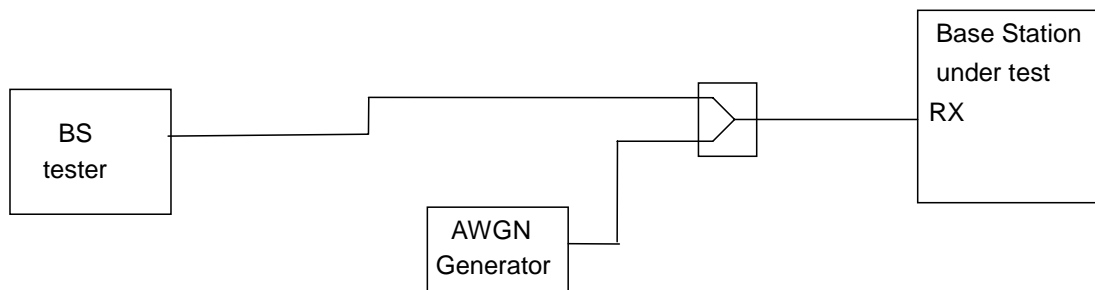 BS
tester
AWGN
Generator
Base Station
under test
RX